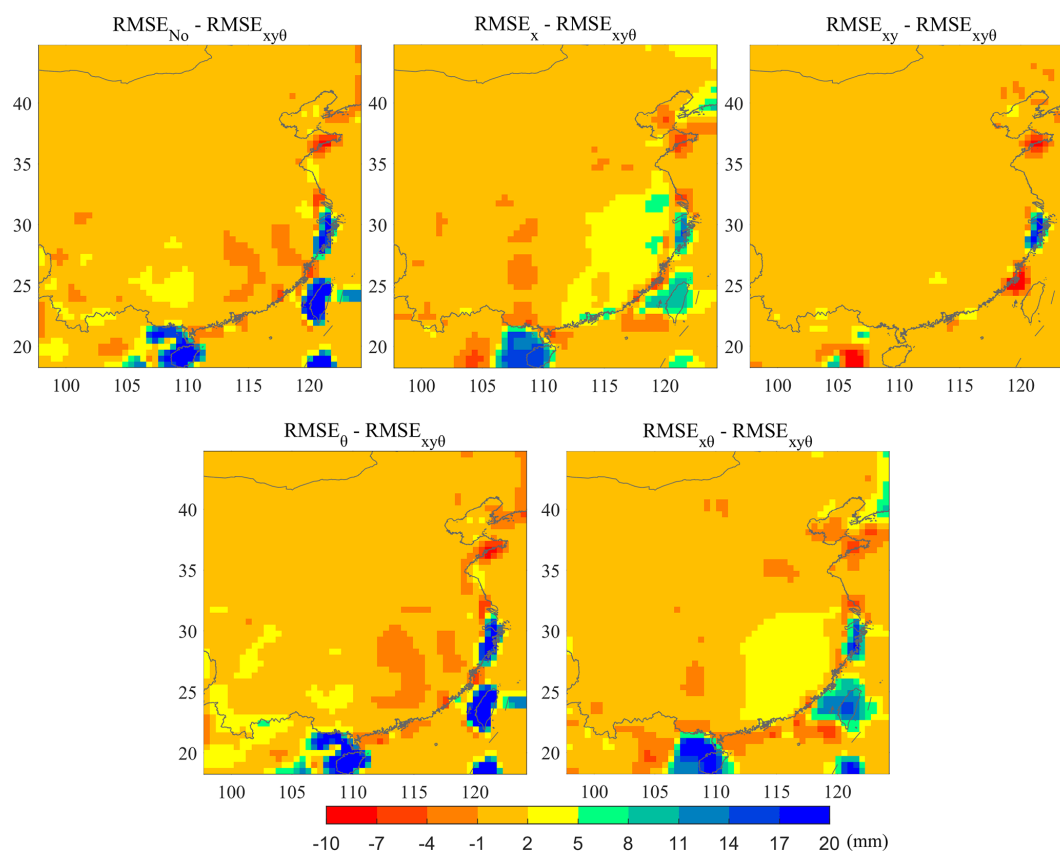 RMSE_No - RMSE_xyθ RMSE_x - RMSE_xyθ RMSE_xy - RMSE_xyθ
40 40 40
35 35 35
30 30 30
25 25 25
20 20 20
100 105 110 115 120 100 105 110 115 120 100 105 110 115 120
RMSE_θ - RMSE_xyθ RMSE_xθ - RMSE_xyθ
40 40
35 35
30 30
25 25
20 20
100 105 110 115 120 100 105 110 115 120
-10 -7 -4 -1 2 5 8 11 14 17 20 (mm)